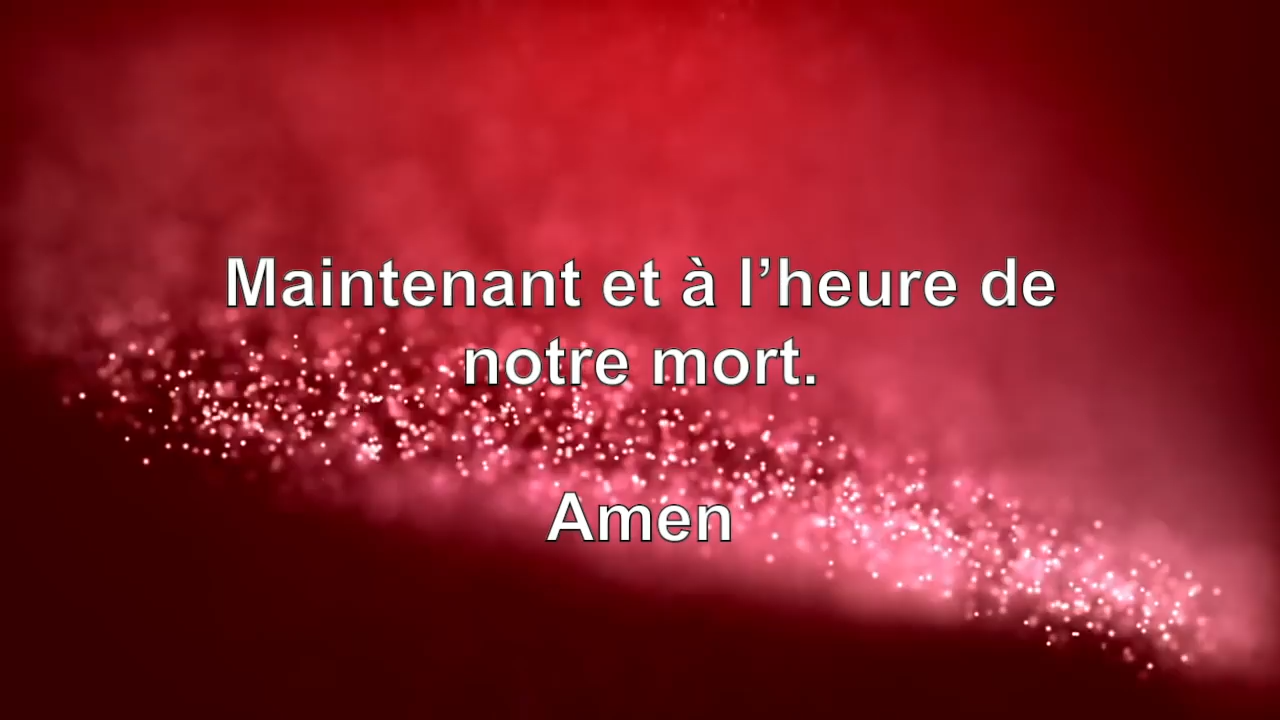 Maintenant et à l’heure de
notre mort.
Amen